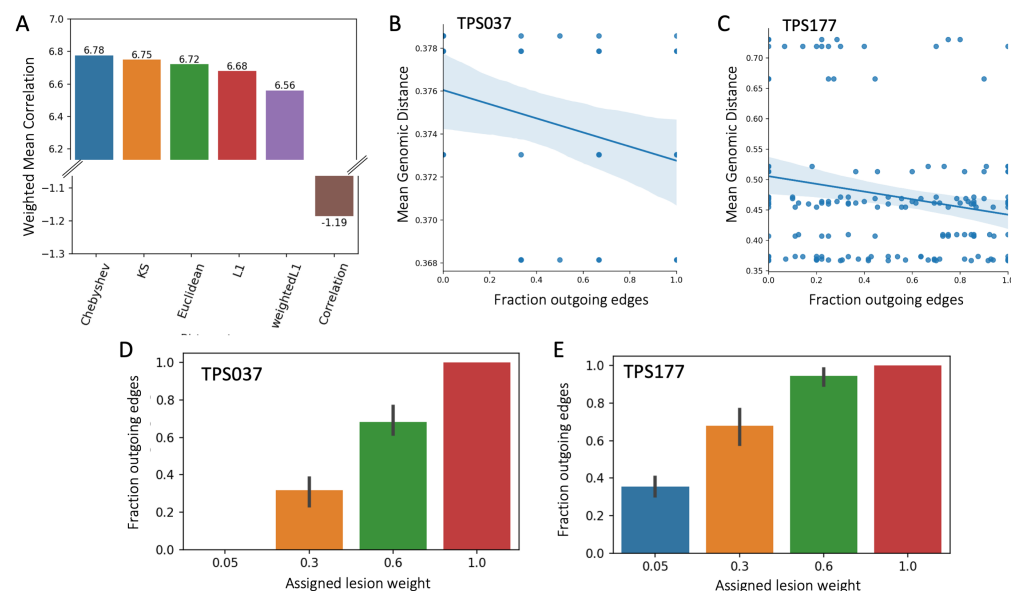 A
7.0
6.8
6.6
6.4
6.2
−1.1
−1.2
−1.3
Weighted Mean Correlation
6.78
6.75
6.72
6.68
6.56
-1.19
Chebyshev
KS
Euclidean
L1
weightedL1
Correlation
B
TPS037
0.378
0.376
0.374
0.372
0.370
0.368
Mean Genomic Distance
0.0 0.2 0.4 0.6 0.8 1.0
Fraction outgoing edges
C
TPS177
0.70
0.65
0.60
0.55
0.50
0.45
0.40
0.35
Mean Genomic Distance
0.0 0.2 0.4 0.6 0.8 1.0
Fraction outgoing edges
D
TPS037
1.0
0.8
0.6
0.4
0.2
0.0
Fraction outgoing edges
0.05 0.3 0.6 1.0
Assigned lesion weight
E
TPS177
1.0
0.8
0.6
0.4
0.2
0.0
Fraction outgoing edges
0.05 0.3 0.6 1.0
Assigned lesion weight